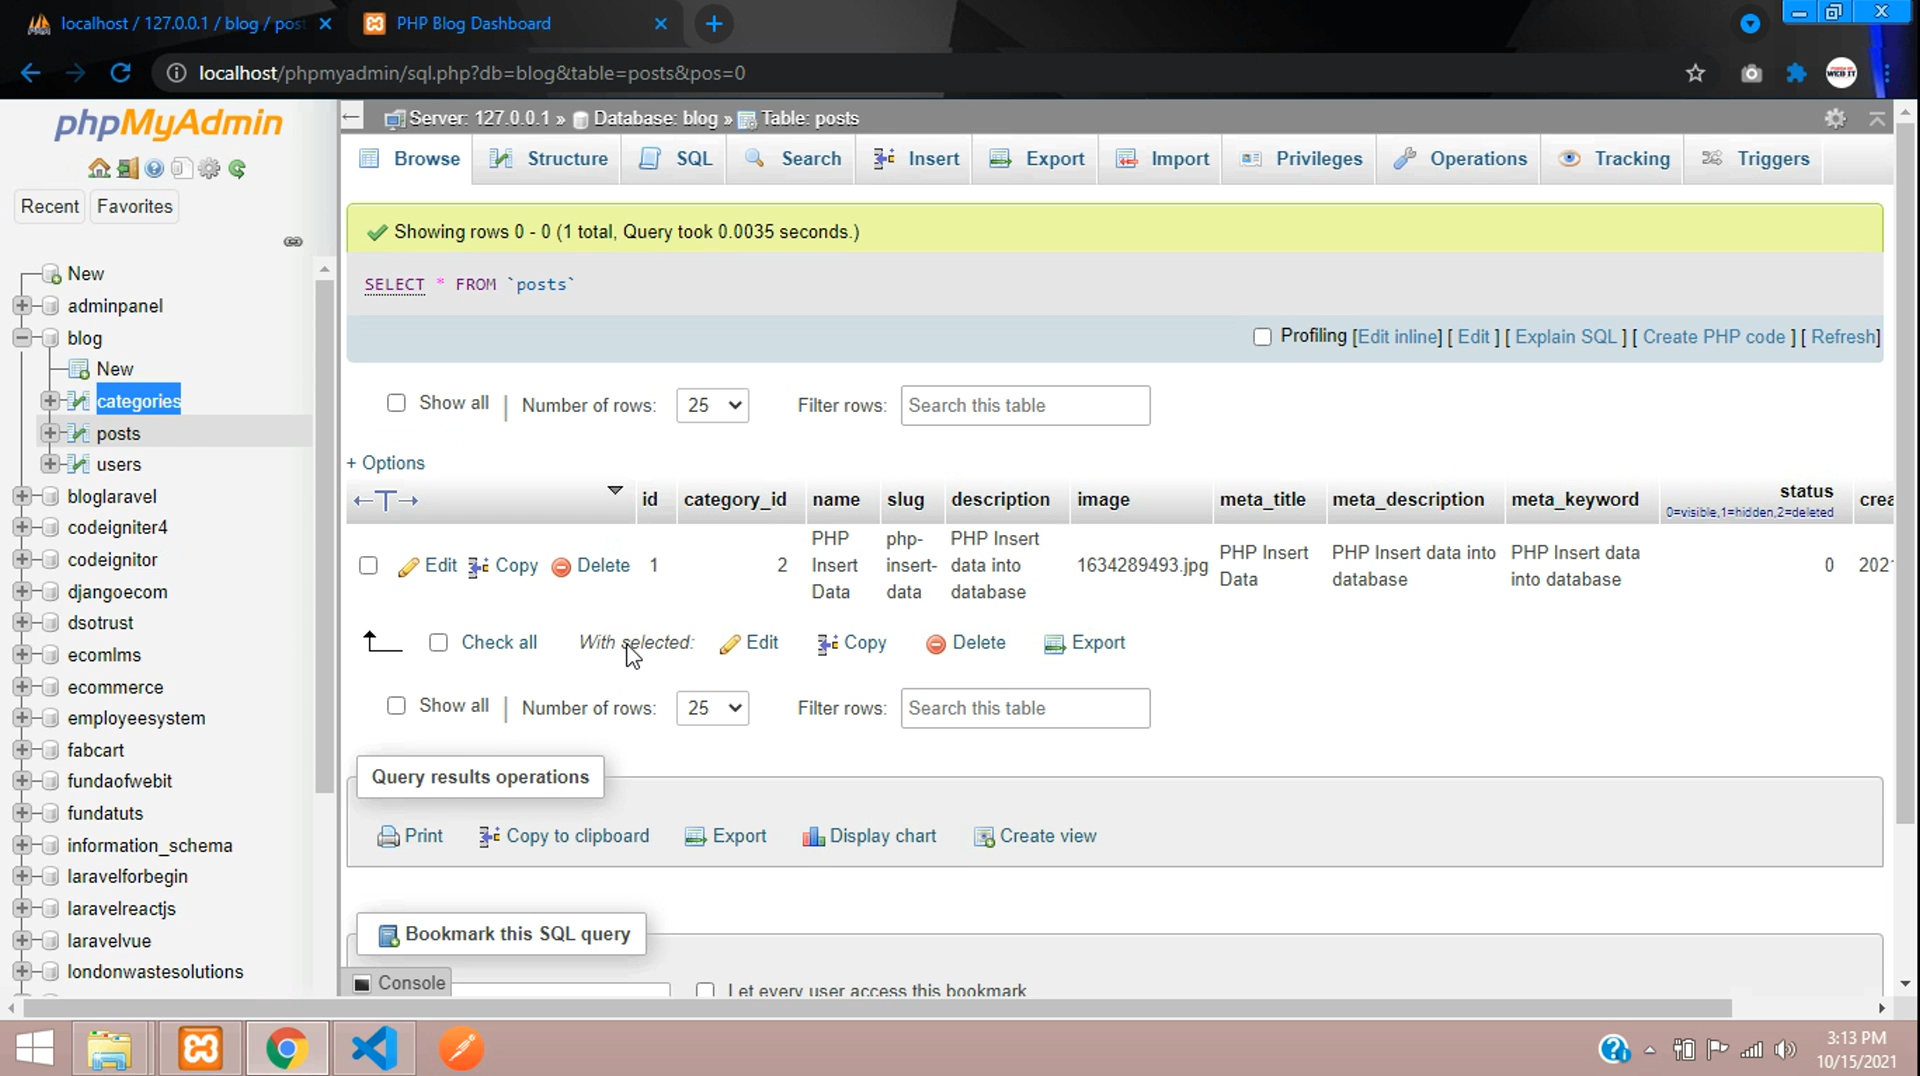 localhost / 127.0.0.1 / blog / post
PHP Blog Dashboard
localhost/phpmyadmin/sql.php?db=blog&table=posts&pos=0
WEB IT
phpMyAdmin
Recent
Favorites
New
adminpanel
blog
New
categories
posts
users
bloglaravel
codeigniter4
codeignitor
djangoecom
dsotrust
ecomlms
ecommerce
employeesystem
fabcart
fundaofwebit
fundatuts
information_schema
laravelforbegin
laravelreactjs
laravelvue
londonwastesolutions
Server: 127.0.0.1 » Database: blog » Table: posts
Browse Structure SQL Search Insert Export Import Privileges Operations Tracking Triggers
Showing rows 0 - 0 (1 total, Query took 0.0035 seconds.)
SELECT * FROM `posts`
Profiling [Edit inline] [ Edit ] [ Explain SQL ] [ Create PHP code ] [ Refresh]
Show all | Number of rows: 25 Filter rows: Search this table
+ Options
←T→ id category_id name slug description image meta_title meta_description meta_keyword status crea
0=visible,1=hidden,2=deleted
Edit Copy Delete 1 2 PHP Insert Data php-insert-data PHP Insert data into database 1634289493.jpg PHP Insert Data PHP Insert data into database PHP Insert data into database 0 2021
Check all With selected: Edit Copy Delete Export
Show all | Number of rows: 25 Filter rows: Search this table
Query results operations
Print Copy to clipboard Export Display chart Create view
Bookmark this SQL query
Console
Let every user access this bookmark
3:13 PM
10/15/2021